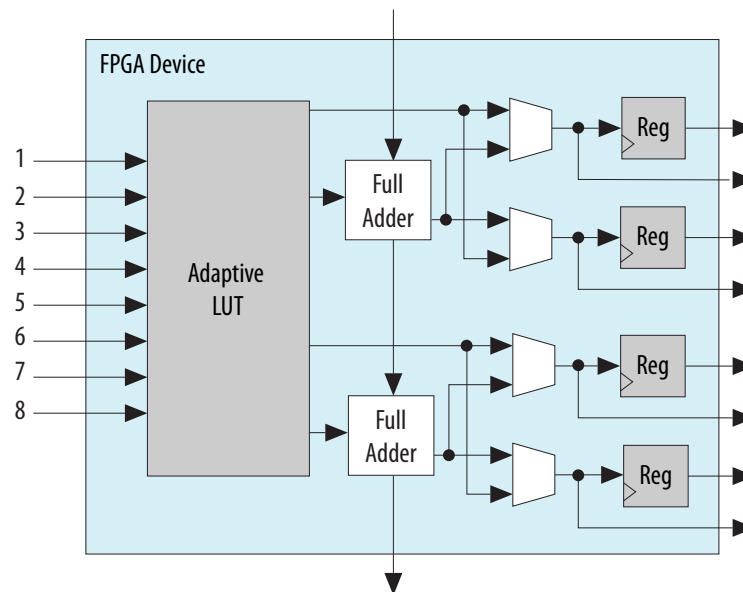 FPGA Device
1
2
3
4
5
6
7
8
Adaptive
LUT
Full
Adder
Full
Adder
Reg
Reg
Reg
Reg